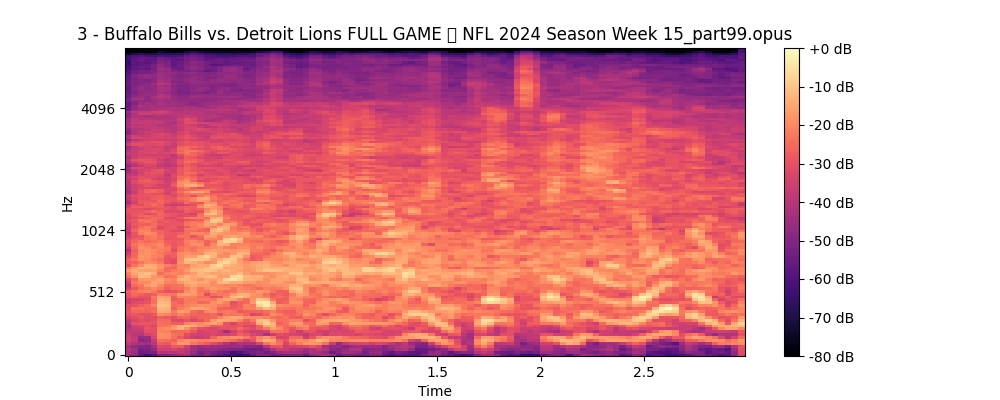 3 - Buffalo Bills vs. Detroit Lions FULL GAME ▯ NFL 2024 Season Week 15_part99.opus
+0 dB
-10 dB
-20 dB
-30 dB
-40 dB
-50 dB
-60 dB
-70 dB
-80 dB
4096
2048
1024
512
0
Hz
0 0.5 1 1.5 2 2.5
Time